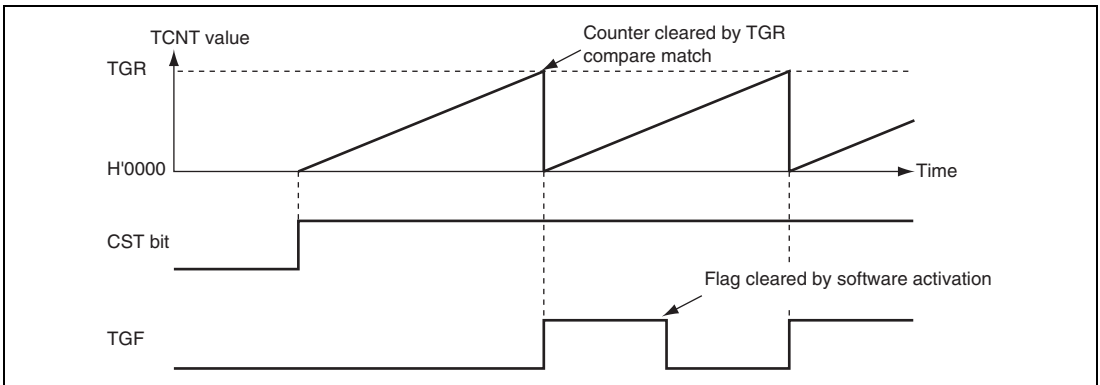 TCNT value
Counter cleared by TGR
compare match
TGR
H'0000
Time
CST bit
Flag cleared by software activation
TGF